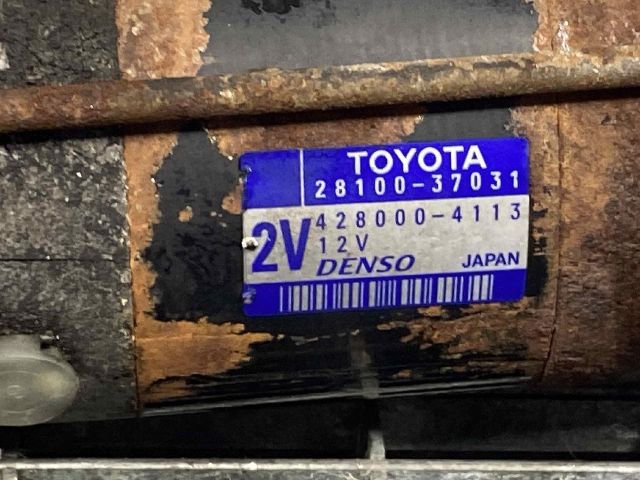 TOYOTA
28100-37031
2V
428000-4113
12V
DENSO JAPAN